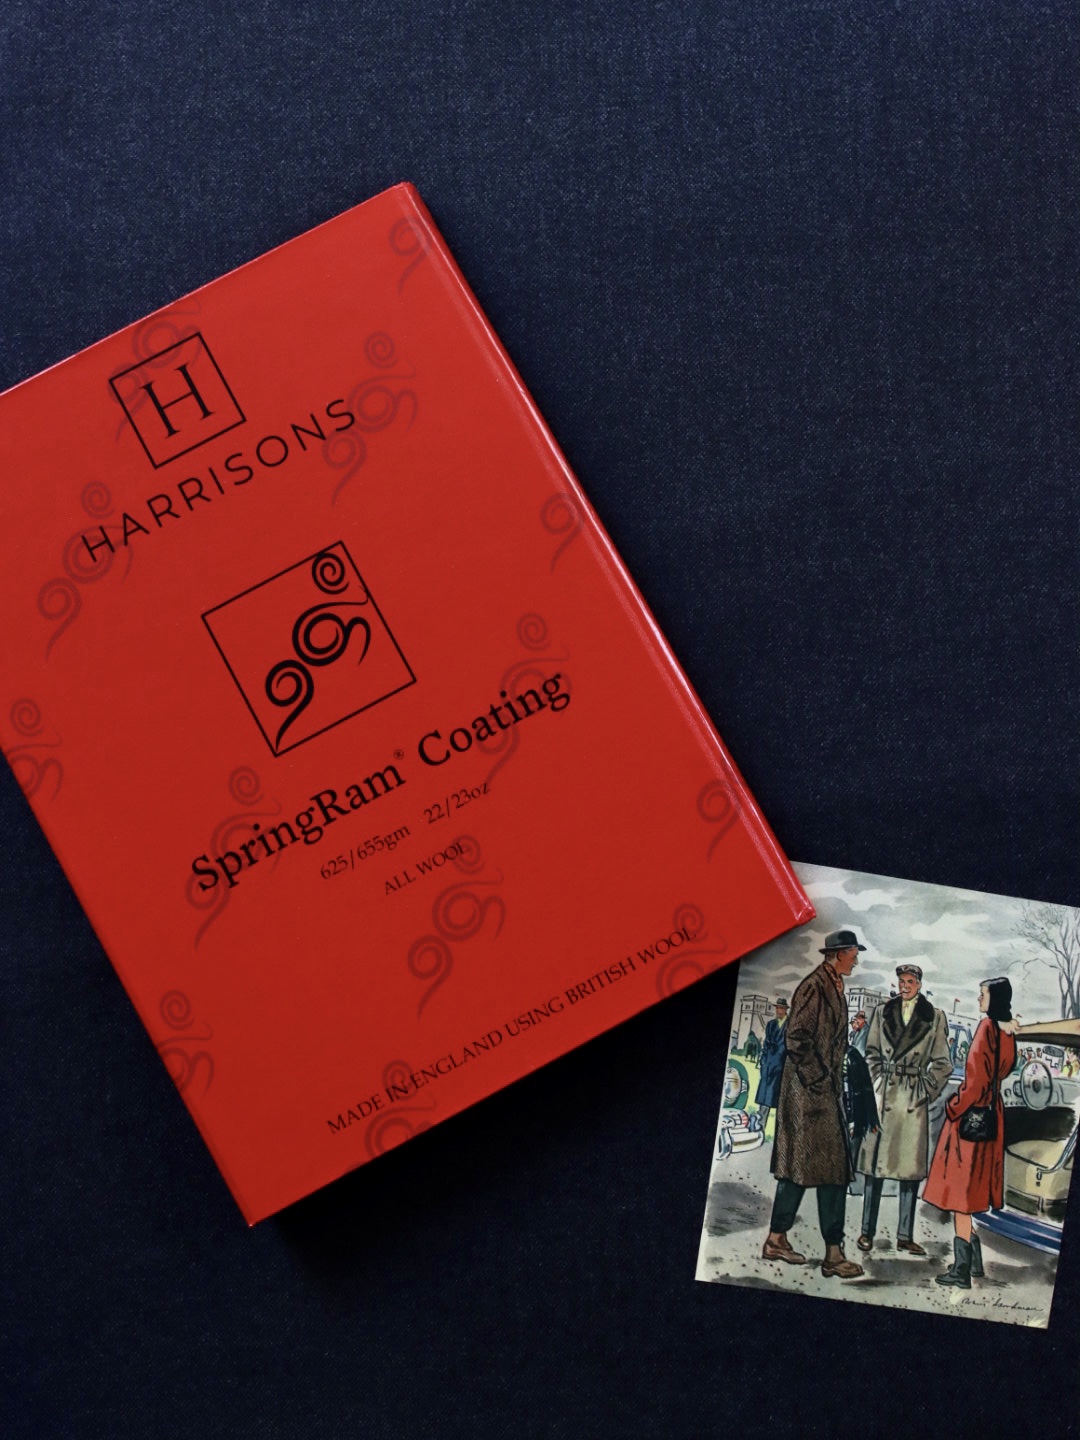 H
HARRISONS
SpringRam® Coating
625/655gm 22/23oz
ALL WOOL
MADE IN ENGLAND USING BRITISH WOOL